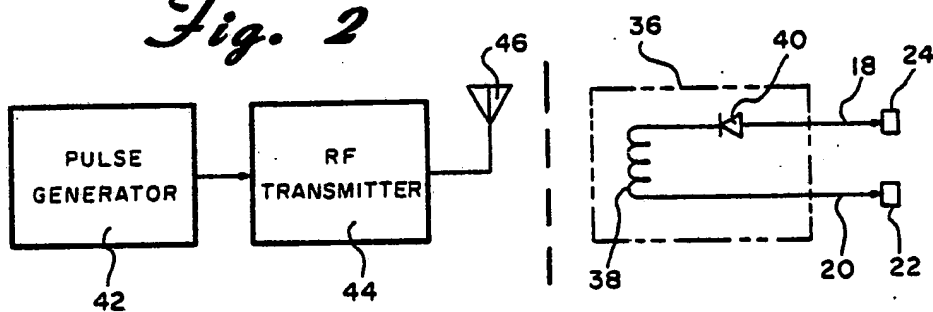 Fig. 2
46
36
40
18
24
PULSE
GENERATOR
RF
TRANSMITTER
42
44
38
20
22